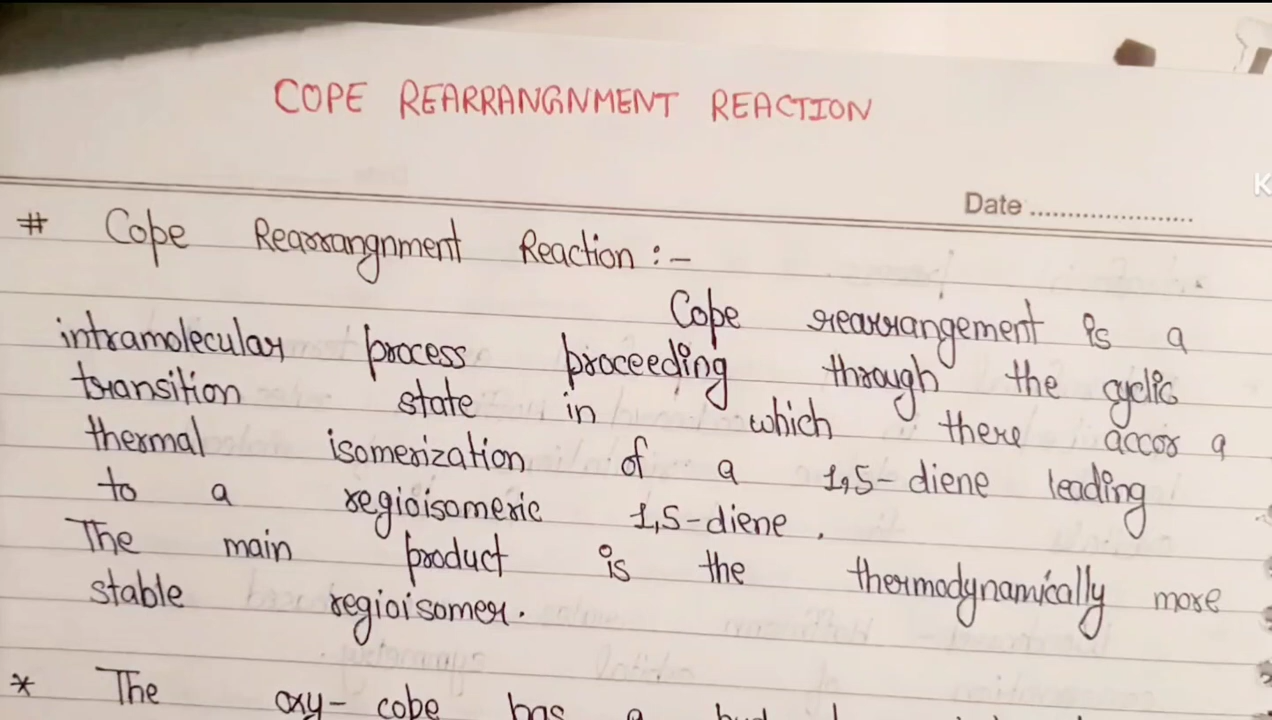 COPE REARRANGNMENT REACTION
Date ......................
# Cope Rearrangnment Reaction :-
Cope rearrangement is a
intramolecular process proceeding through the cyclic
transition state in which there accor a
thermal isomerization of a 1,5-diene leading
to a regioisomeric 1,5-diene.
The main product is the thermodynamically more
stable regioisomer.
* The oxy-cope has a